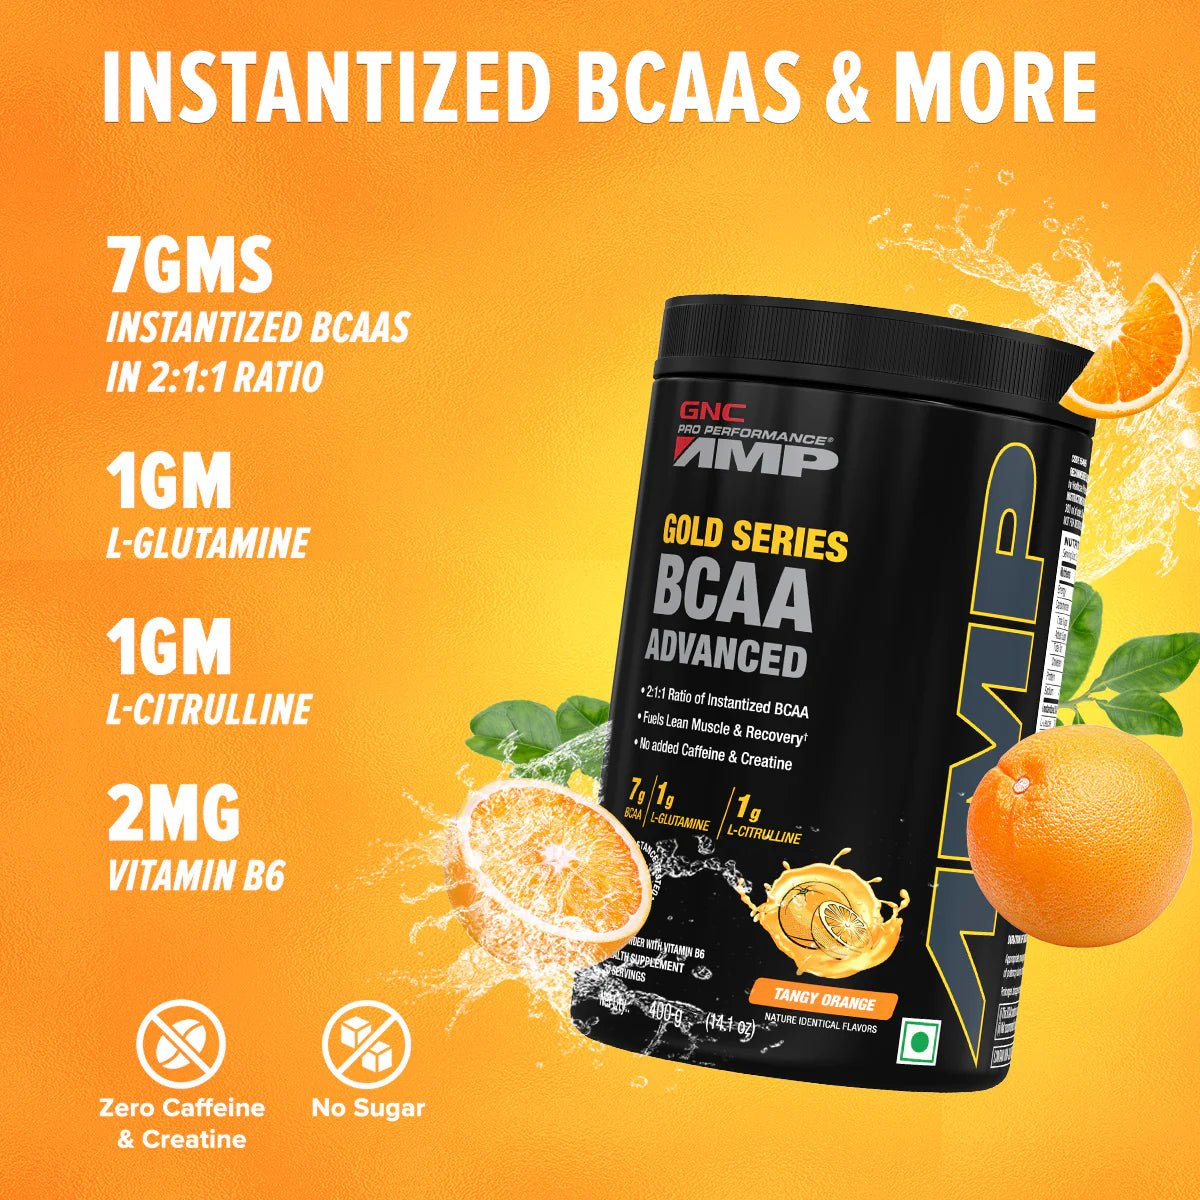 INSTANTIZED BCAAS & MORE
7GMS
INSTANTIZED BCAAS
IN 2:1:1 RATIO
1GM
L-GLUTAMINE
1GM
L-CITRULLINE
2MG
VITAMIN B6
Zero Caffeine
& Creatine
No Sugar
GNC
PRO PERFORMANCE®
AMP
GOLD SERIES
BCAA
ADVANCED
• 2:1:1 Ratio of Instantized BCAA
• Fuels Lean Muscle & Recovery†
• No added Caffeine & Creatine
7g
BCAA
1g
L-GLUTAMINE
1g
L-CITRULLINE
WITH VITAMIN B6
SUPPLEMENT
SERVINGS
400 g (14.1 oz)
TANGY ORANGE
NATURE IDENTICAL FLAVORS
AMP